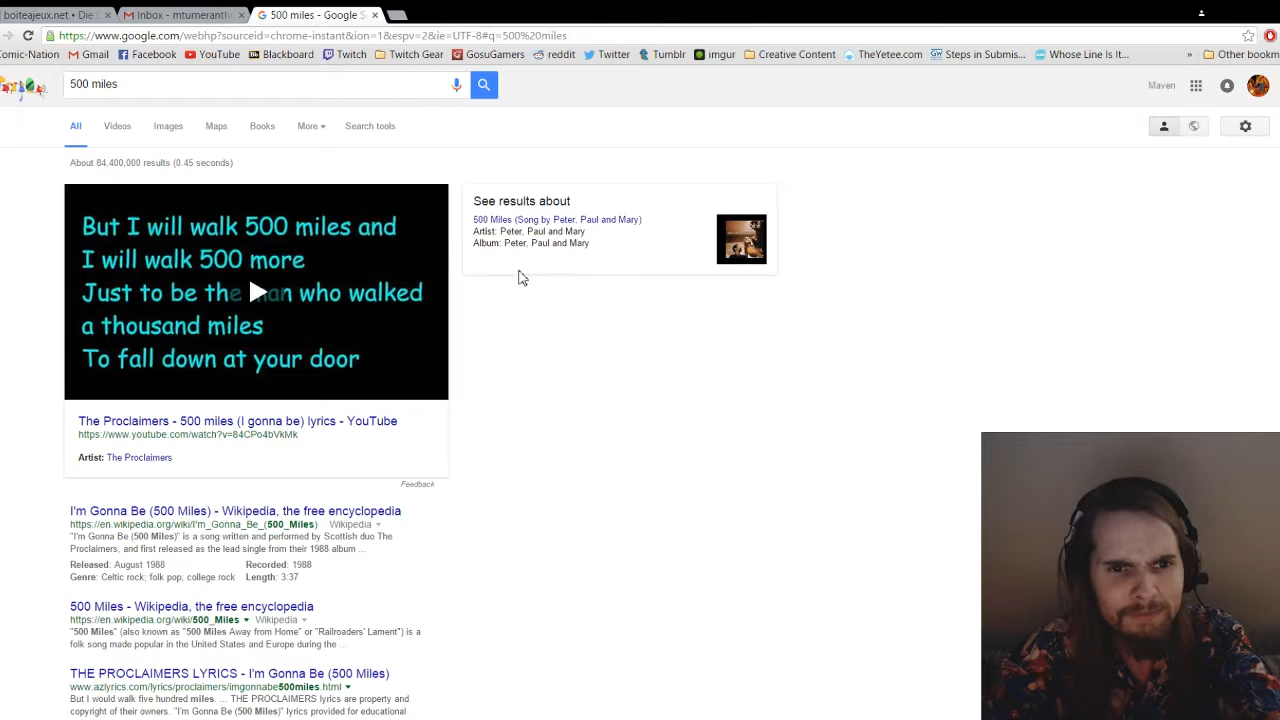 boiteajeux.net • Die
Inbox - mturneranth
500 miles - Google S
https://www.google.com/webhp?sourceid=chrome-instant&ion=1&espv=2&ie=UTF-8#q=500%20miles
Comic-Nation Gmail Facebook YouTube Blackboard Twitch Twitch Gear GosuGamers reddit Twitter Tumblr imgur Creative Content TheYetee.com Steps in Submis... Whose Line Is It... » Other bookm
500 miles
Maven
All Videos Images Maps Books More Search tools
About 84,400,000 results (0.45 seconds)
But I will walk 500 miles and
I will walk 500 more
Just to be the man who walked
a thousand miles
To fall down at your door
See results about
500 Miles (Song by Peter, Paul and Mary)
Artist: Peter, Paul and Mary
Album: Peter, Paul and Mary
The Proclaimers - 500 miles (I gonna be) lyrics - YouTube
https://www.youtube.com/watch?v=84CPo4bVkMk
Artist: The Proclaimers
Feedback
I'm Gonna Be (500 Miles) - Wikipedia, the free encyclopedia
https://en.wikipedia.org/wiki/I'm_Gonna_Be_(500_Miles) Wikipedia
"I'm Gonna Be (500 Miles)" is a song written and performed by Scottish duo The
Proclaimers, and first released as the lead single from their 1988 album ...
Released: August 1988 Recorded: 1988
Genre: Celtic rock; folk pop; college rock Length: 3:37
500 Miles - Wikipedia, the free encyclopedia
https://en.wikipedia.org/wiki/500_Miles Wikipedia
"500 Miles" (also known as "500 Miles Away from Home" or "Railroaders' Lament") is a
folk song made popular in the United States and Europe during the ...
THE PROCLAIMERS LYRICS - I'm Gonna Be (500 Miles)
www.azlyrics.com/lyrics/proclaimers/imgonnabe500miles.html
But I would walk five hundred miles. ... THE PROCLAIMERS lyrics are property and
copyright of their owners. "I'm Gonna Be (500 Miles)" lyrics provided for educational